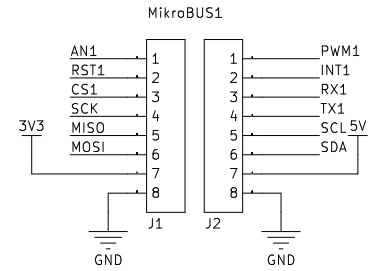 MikroBUS1
AN1 1 1 PWM1
RST1 2 2 INT1
CS1 3 3 RX1
SCK 4 4 TX1
3V3 MISO 5 5 SCL 5V
MOSI 6 6 SDA
7 7
8 8
J1 J2
GND GND